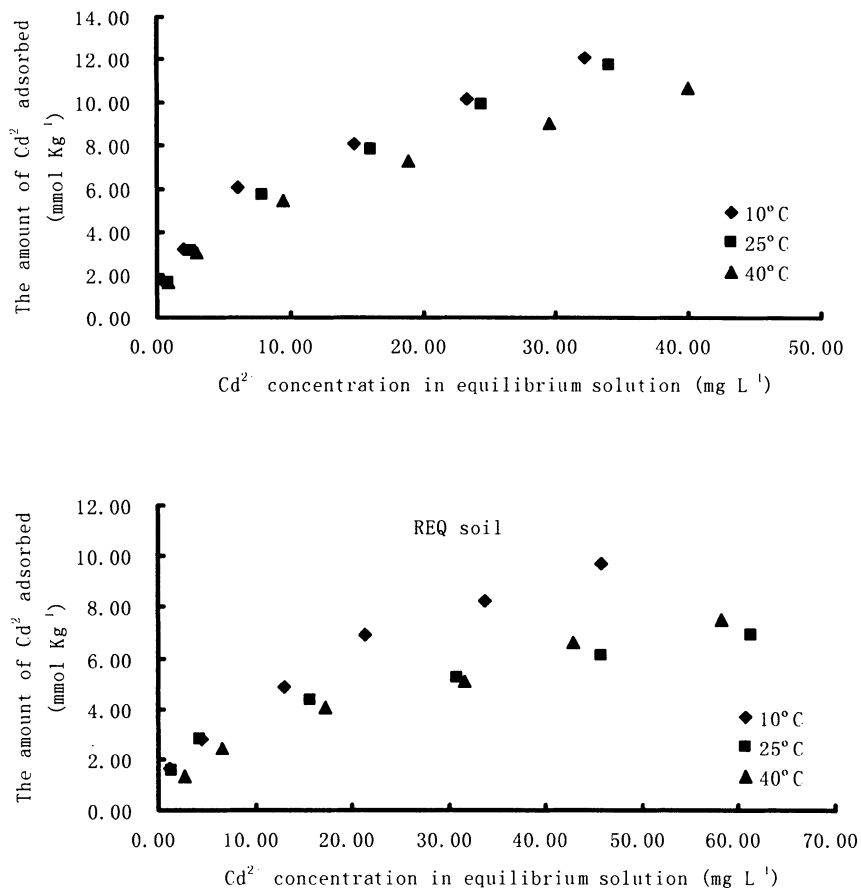 The amount of Cd² adsorbed
(mmol Kg⁻¹)
14.00
12.00
10.00
8.00
6.00
4.00
2.00
0.00
10°C
25°C
40°C
0.00 10.00 20.00 30.00 40.00 50.00
Cd²⁺ concentration in equilibrium solution (mg L⁻¹)
The amount of Cd² adsorbed
(mmol Kg⁻¹)
12.00
10.00
8.00
6.00
4.00
2.00
0.00
REQ soil
10°C
25°C
40°C
0.00 10.00 20.00 30.00 40.00 50.00 60.00 70.00
Cd²⁺ concentration in equilibrium solution (mg L⁻¹)